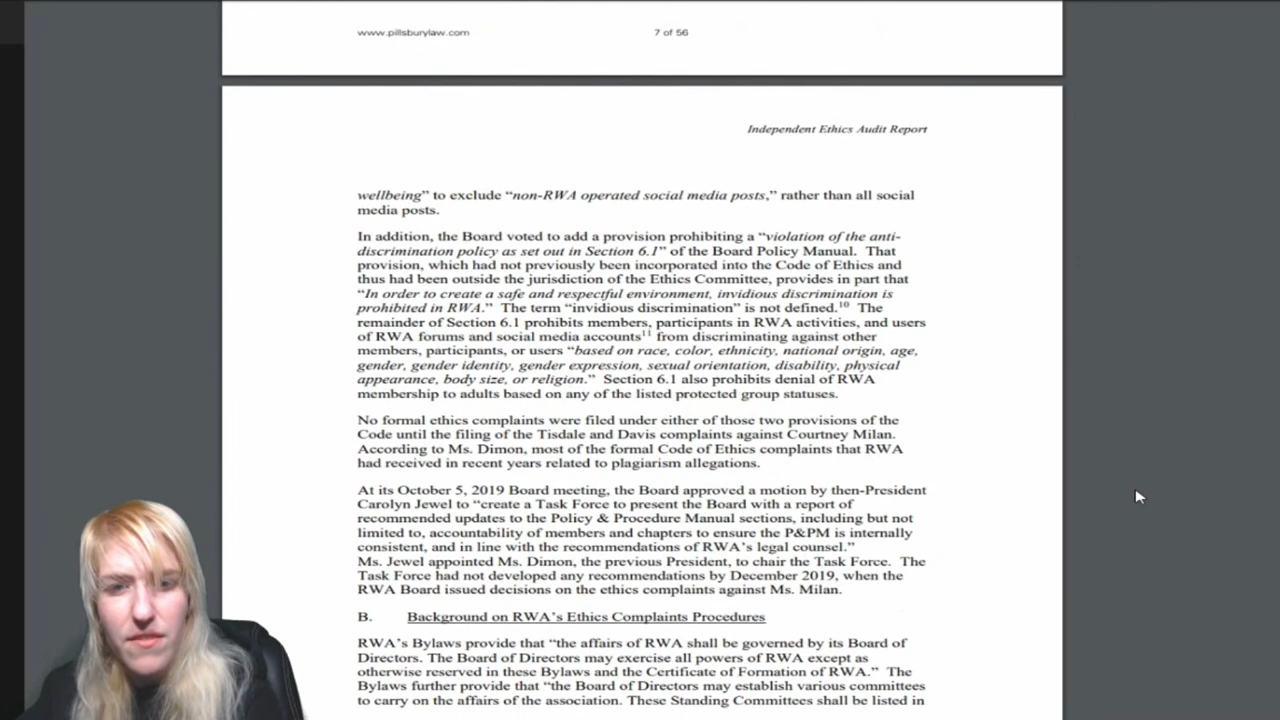 www.pillsburylaw.com 7 of 56
Independent Ethics Audit Report
wellbeing” to exclude “non-RWA operated social media posts,” rather than all social
media posts.
In addition, the Board voted to add a provision prohibiting a “violation of the anti-
discrimination policy as set out in Section 6.1” of the Board Policy Manual. That
provision, which had not previously been incorporated into the Code of Ethics and
thus had been outside the jurisdiction of the Ethics Committee, provides in part that
“In order to create a safe and respectful environment, invidious discrimination is
prohibited in RWA.” The term “invidious discrimination” is not defined.¹⁰ The
remainder of Section 6.1 prohibits members, participants in RWA activities, and users
of RWA forums and social media accounts¹¹ from discriminating against other
members, participants, or users “based on race, color, ethnicity, national origin, age,
gender, gender identity, gender expression, sexual orientation, disability, physical
appearance, body size, or religion.” Section 6.1 also prohibits denial of RWA
membership to adults based on any of the listed protected group statuses.
No formal ethics complaints were filed under either of those two provisions of the
Code until the filing of the Tisdale and Davis complaints against Courtney Milan.
According to Ms. Dimon, most of the formal Code of Ethics complaints that RWA
had received in recent years related to plagiarism allegations.
At its October 5, 2019 Board meeting, the Board approved a motion by then-President
Carolyn Jewel to “create a Task Force to present the Board with a report of
recommended updates to the Policy & Procedure Manual sections, including but not
limited to, accountability of members and chapters to ensure the P&PM is internally
consistent, and in line with the recommendations of RWA’s legal counsel.”
Ms. Jewel appointed Ms. Dimon, the previous President, to chair the Task Force. The
Task Force had not developed any recommendations by December 2019, when the
RWA Board issued decisions on the ethics complaints against Ms. Milan.
B. Background on RWA’s Ethics Complaints Procedures
RWA’s Bylaws provide that “the affairs of RWA shall be governed by its Board of
Directors. The Board of Directors may exercise all powers of RWA except as
otherwise reserved in these Bylaws and the Certificate of Formation of RWA.” The
Bylaws further provide that “the Board of Directors may establish various committees
to carry on the affairs of the association. These Standing Committees shall be listed in